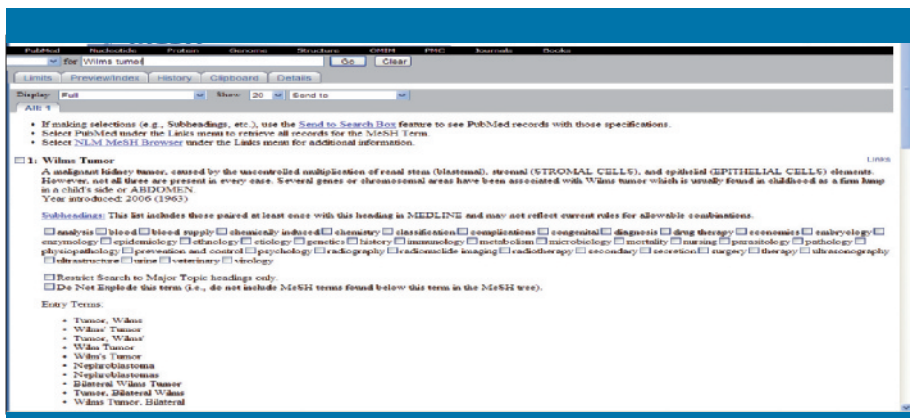 PubMed Nucleotide Protein Genome Structure OMIM PMC Journals Books
for Wilms tumor Go Clear
Limits Preview/Index History Clipboard Details
Display Full Show 20 Send to
All: 1
• If making selections (e.g., Subheadings, etc.), use the Send to Search Box feature to see PubMed records with those specifications.
• Select PubMed under the Links menu to retrieve all records for the MeSH Term.
• Select NLM MeSH Browser under the Links menu for additional information.
1: Wilms Tumor Links
A malignant kidney tumor, caused by the uncontrolled multiplication of renal stem (blastemal), stromal (STROMAL CELLS), and epithelial (EPITHELIAL CELLS) elements.
However, not all three are present in every case. Several genes or chromosomal areas have been associated with Wilms tumor which is usually found in childhood as a firm lump
in a child's side or ABDOMEN.
Year introduced: 2006 (1963)
Subheadings: This list includes those paired at least once with this heading in MEDLINE and may not reflect current rules for allowable combinations.
analysis blood blood supply chemically induced chemistry classification complications congenital diagnosis drug therapy economics embryology
enzymology epidemiology ethnology etiology genetics history immunology metabolism microbiology mortality nursing parasitology pathology
physiopathology prevention and control psychology radiography radionuclide imaging radiotherapy secondary secretion surgery therapy ultrasonography
ultrastructure urine veterinary virology
Restrict Search to Major Topic headings only.
Do Not Explode this term (i.e., do not include MeSH terms found below this term in the MeSH tree).
Entry Terms:
• Tumor, Wilms
• Wilms' Tumor
• Tumor, Wilms'
• Wilm Tumor
• Wilm's Tumor
• Nephroblastoma
• Nephroblastomas
• Bilateral Wilms Tumor
• Tumor, Bilateral Wilms
• Wilms Tumor, Bilateral